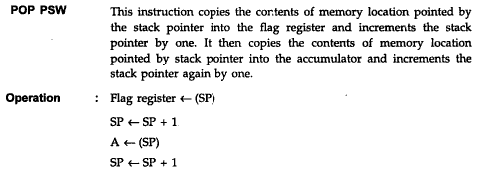 POP PSW This instruction copies the contents of memory location pointed by
the stack pointer into the flag register and increments the stack
pointer by one. It then copies the contents of memory location
pointed by stack pointer into the accumulator and increments the
stack pointer again by one.
Operation : Flag register ← (SP)
SP ← SP + 1
A ← (SP)
SP ← SP + 1